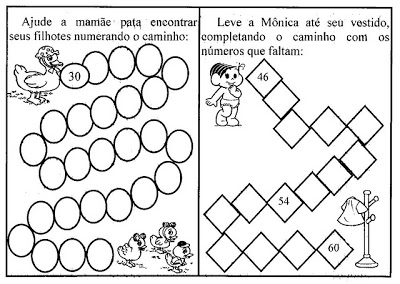 Ajude a mamãe pata encontrar
seus filhotes numerando o caminho:
30
Leve a Mônica até seu vestido,
completando o caminho com os
números que faltam:
46
54
60